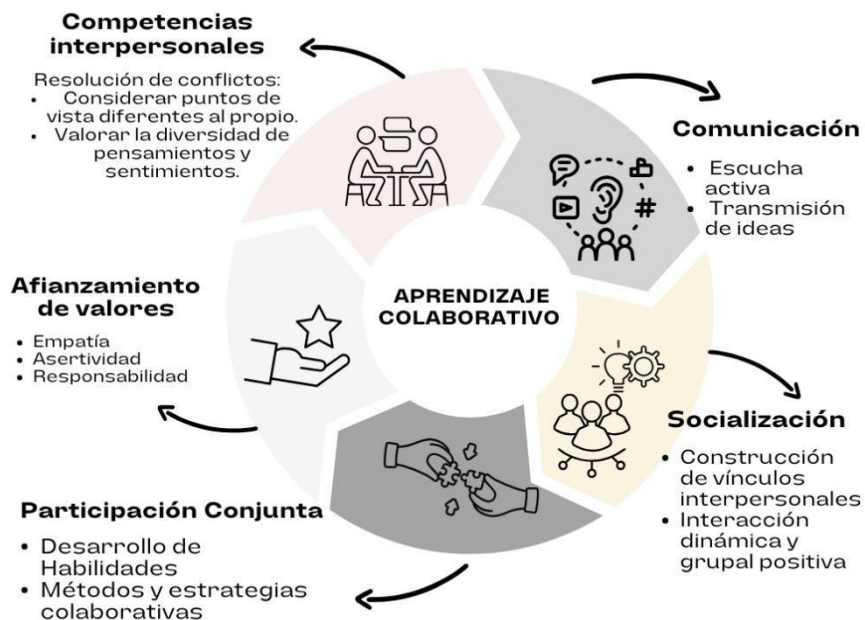 Competencias
interpersonales
Resolución de conflictos:
• Considerar puntos de
vista diferentes al propio.
• Valorar la diversidad de
pensamientos y
sentimientos.
Comunicación
• Escucha
activa
• Transmisión
de ideas
APRENDIZAJE
COLABORATIVO
Afianzamiento
de valores
• Empatía
• Asertividad
• Responsabilidad
Socialización
• Construcción
de vínculos
interpersonales
• Interacción
dinámica y
grupal positiva
Participación Conjunta
• Desarrollo de
Habilidades
• Métodos y estrategias
colaborativas